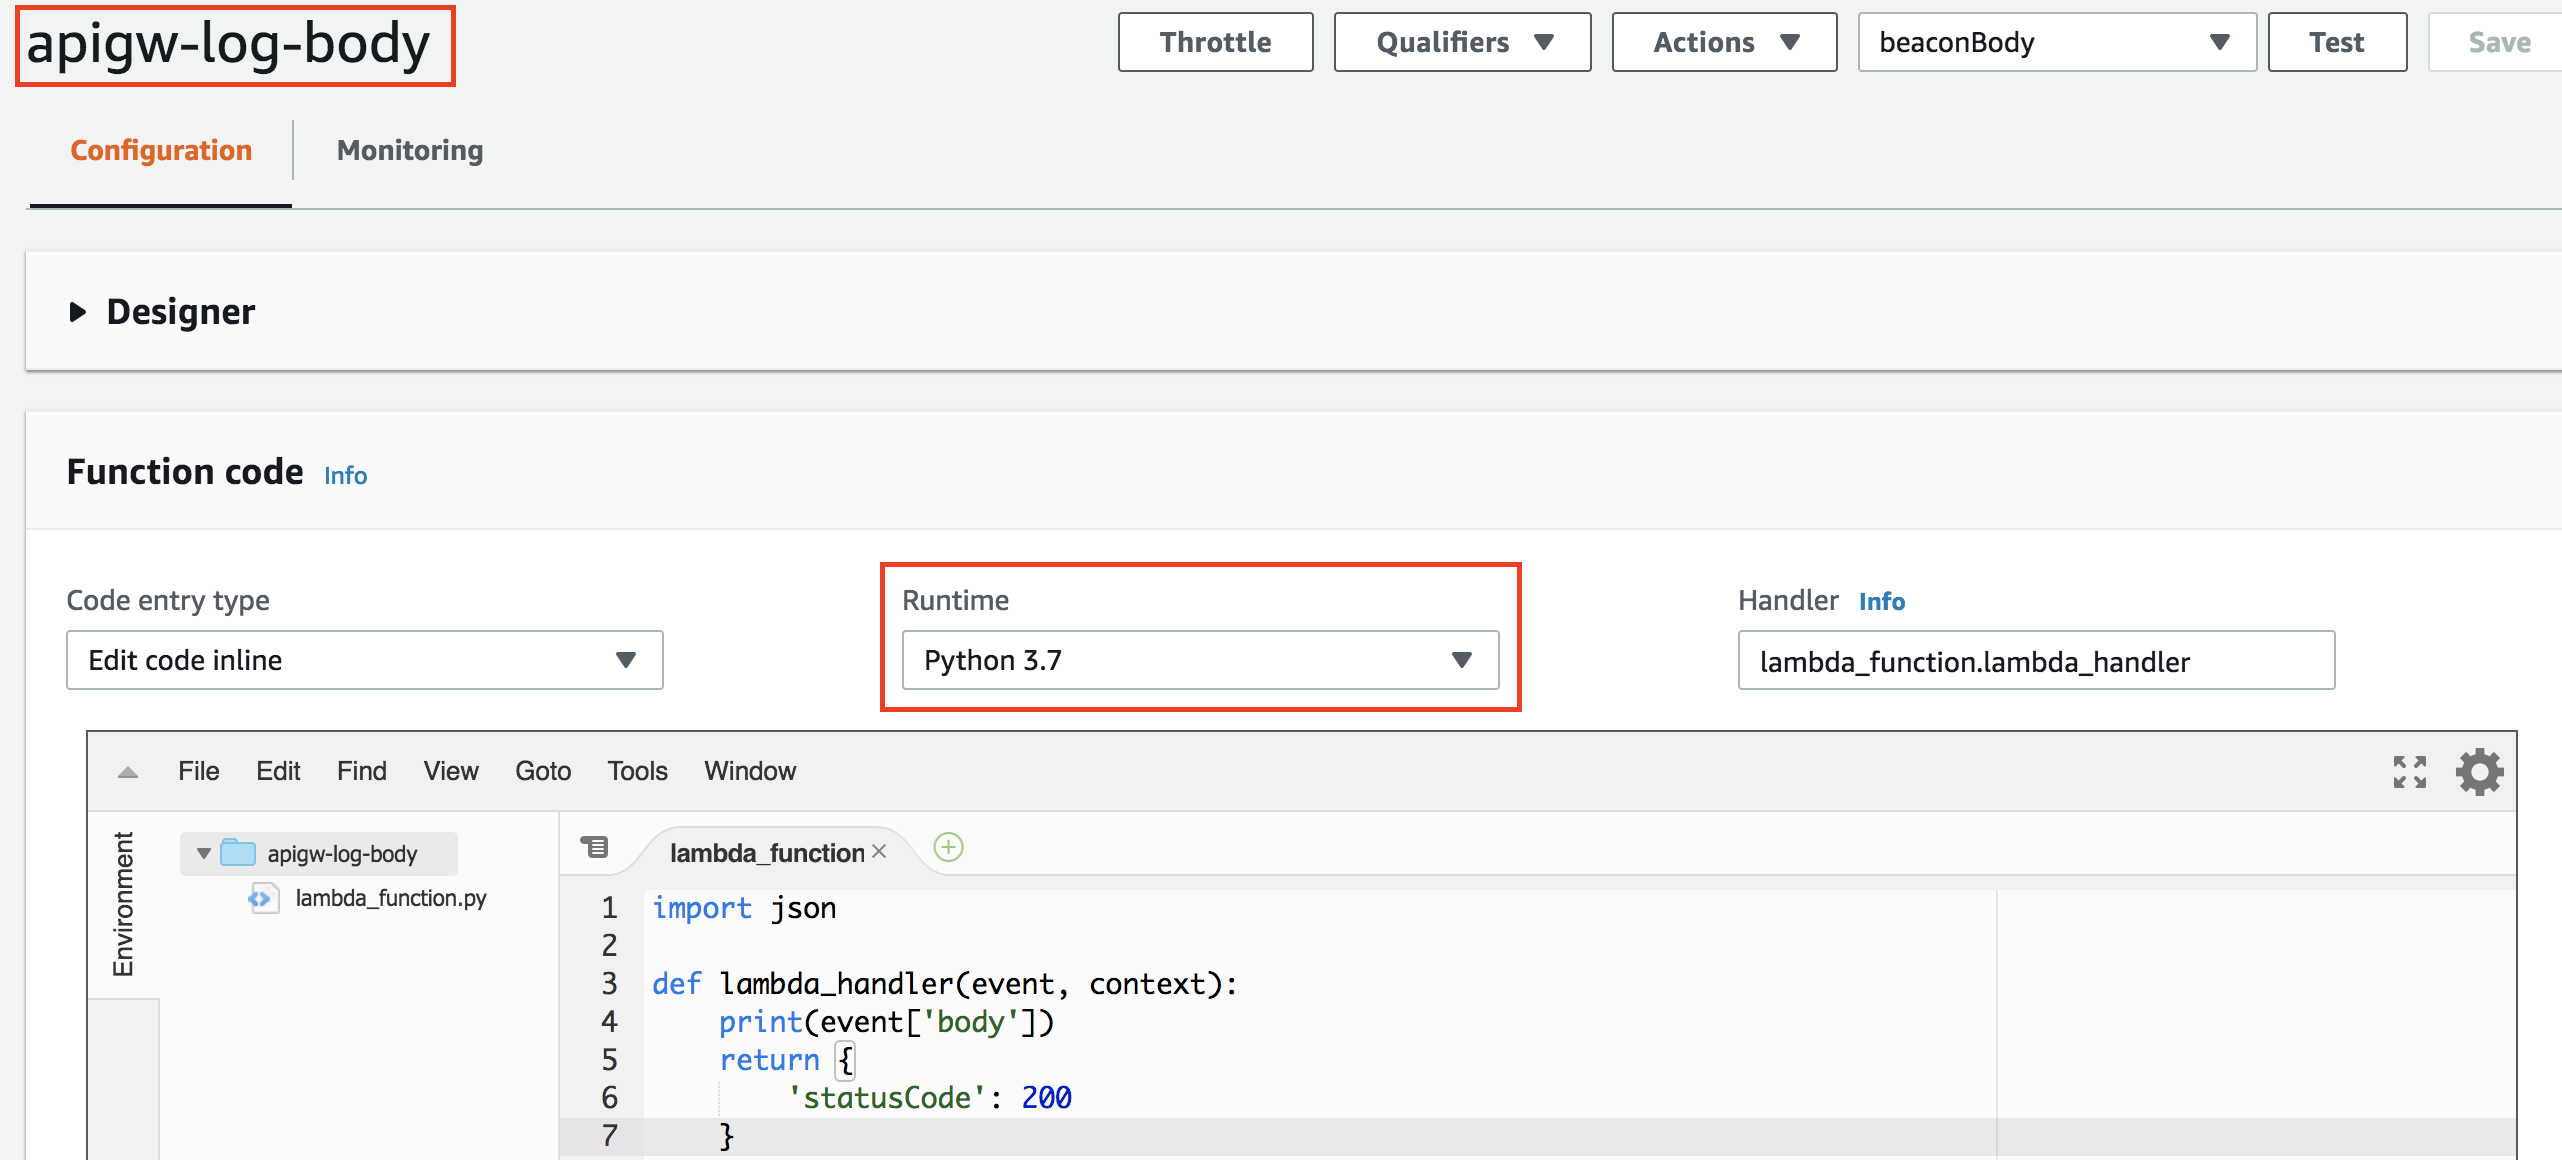 apigw-log-body
Throttle
Qualifiers
Actions
beaconBody
Test
Save
Configuration
Monitoring
Designer
Function code Info
Code entry type
Edit code inline
Runtime
Python 3.7
Handler Info
lambda_function.lambda_handler
File Edit Find View Goto Tools Window
Environment
apigw-log-body
lambda_function.py
lambda_function
1 import json
2
3 def lambda_handler(event, context):
4     print(event['body'])
5     return {
6         'statusCode': 200
7     }